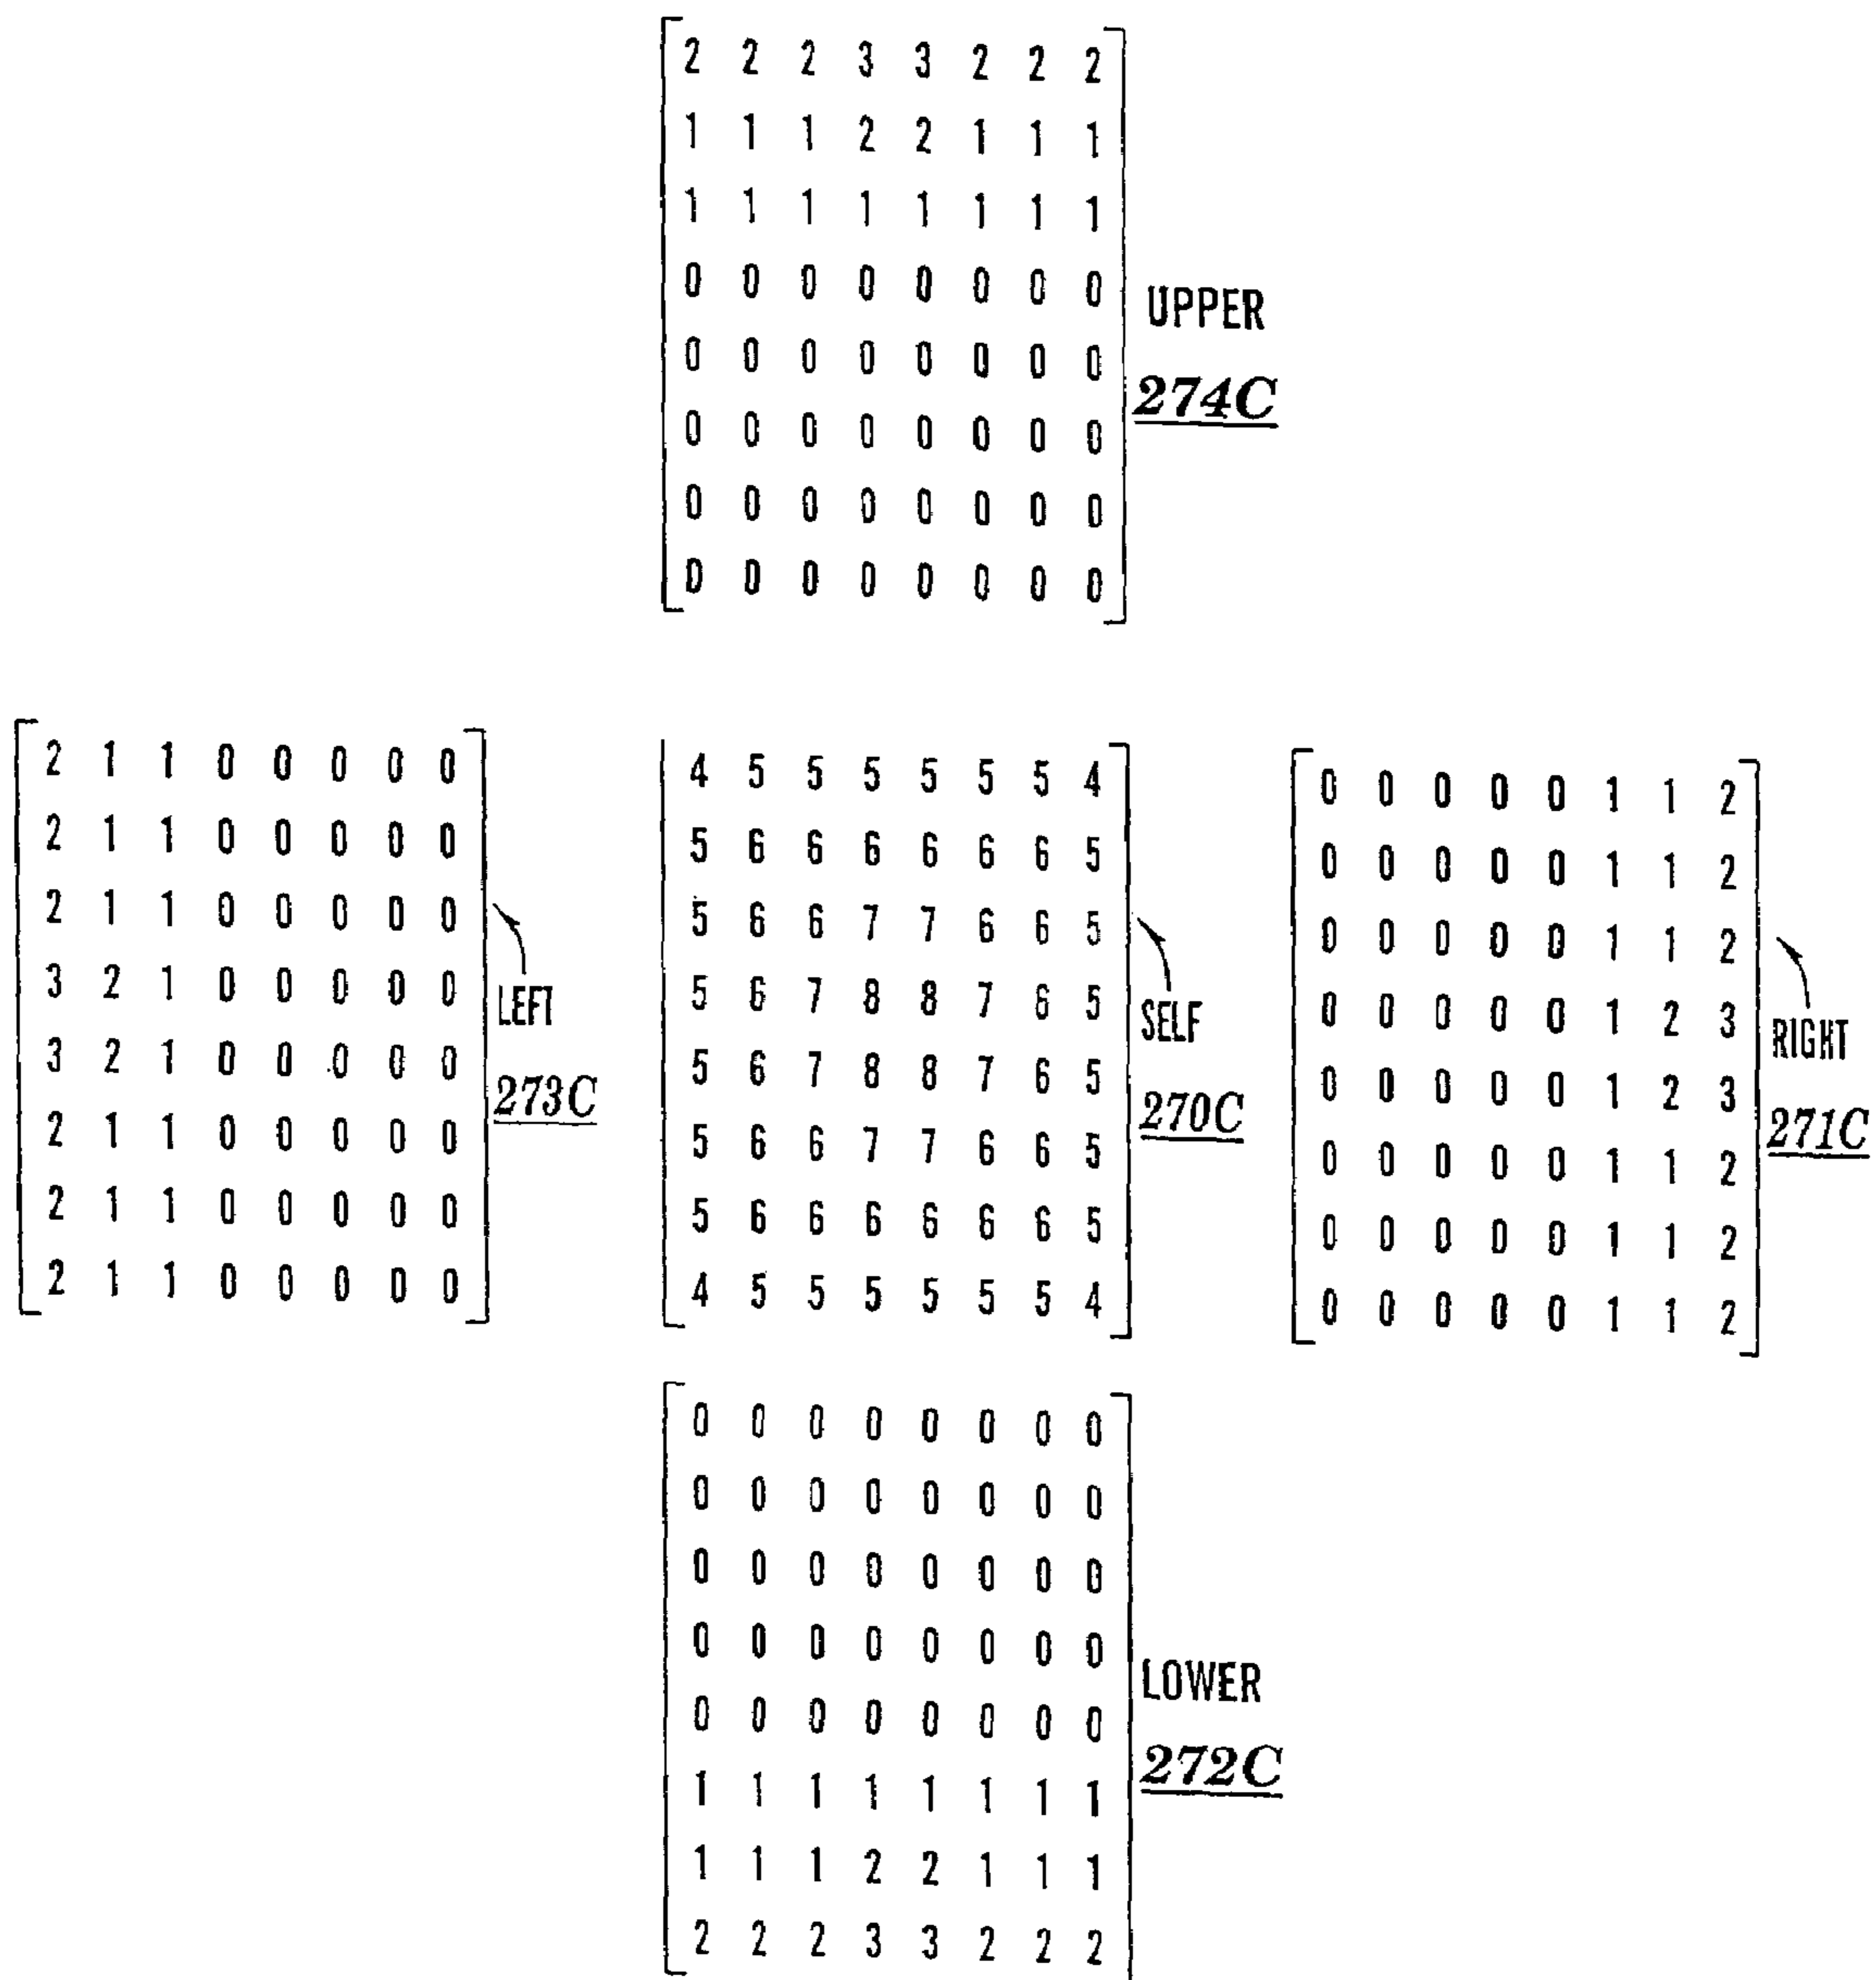 2 2 2 3 3 2 2 2
1 1 1 2 2 1 1 1
1 1 1 1 1 1 1 1
0 0 0 0 0 0 0 0
0 0 0 0 0 0 0 0
0 0 0 0 0 0 0 0
0 0 0 0 0 0 0 0
0 0 0 0 0 0 0 0
UPPER
274C
2 1 1 0 0 0 0 0
2 1 1 0 0 0 0 0
2 1 1 0 0 0 0 0
3 2 1 0 0 0 0 0
3 2 1 0 0 0 0 0
2 1 1 0 0 0 0 0
2 1 1 0 0 0 0 0
2 1 1 0 0 0 0 0
LEFT
273C
4 5 5 5 5 5 5 4
5 6 6 6 6 6 6 5
5 6 6 7 7 6 6 5
5 6 7 8 8 7 6 5
5 6 7 8 8 7 6 5
5 6 6 7 7 6 6 5
5 6 6 6 6 6 6 5
4 5 5 5 5 5 5 4
SELF
270C
0 0 0 0 0 1 1 2
0 0 0 0 0 1 1 2
0 0 0 0 0 1 1 2
0 0 0 0 0 1 2 3
0 0 0 0 0 1 2 3
0 0 0 0 0 1 1 2
0 0 0 0 0 1 1 2
0 0 0 0 0 1 1 2
RIGHT
271C
0 0 0 0 0 0 0 0
0 0 0 0 0 0 0 0
0 0 0 0 0 0 0 0
0 0 0 0 0 0 0 0
0 0 0 0 0 0 0 0
1 1 1 1 1 1 1 1
1 1 1 2 2 1 1 1
2 2 2 3 3 2 2 2
LOWER
272C